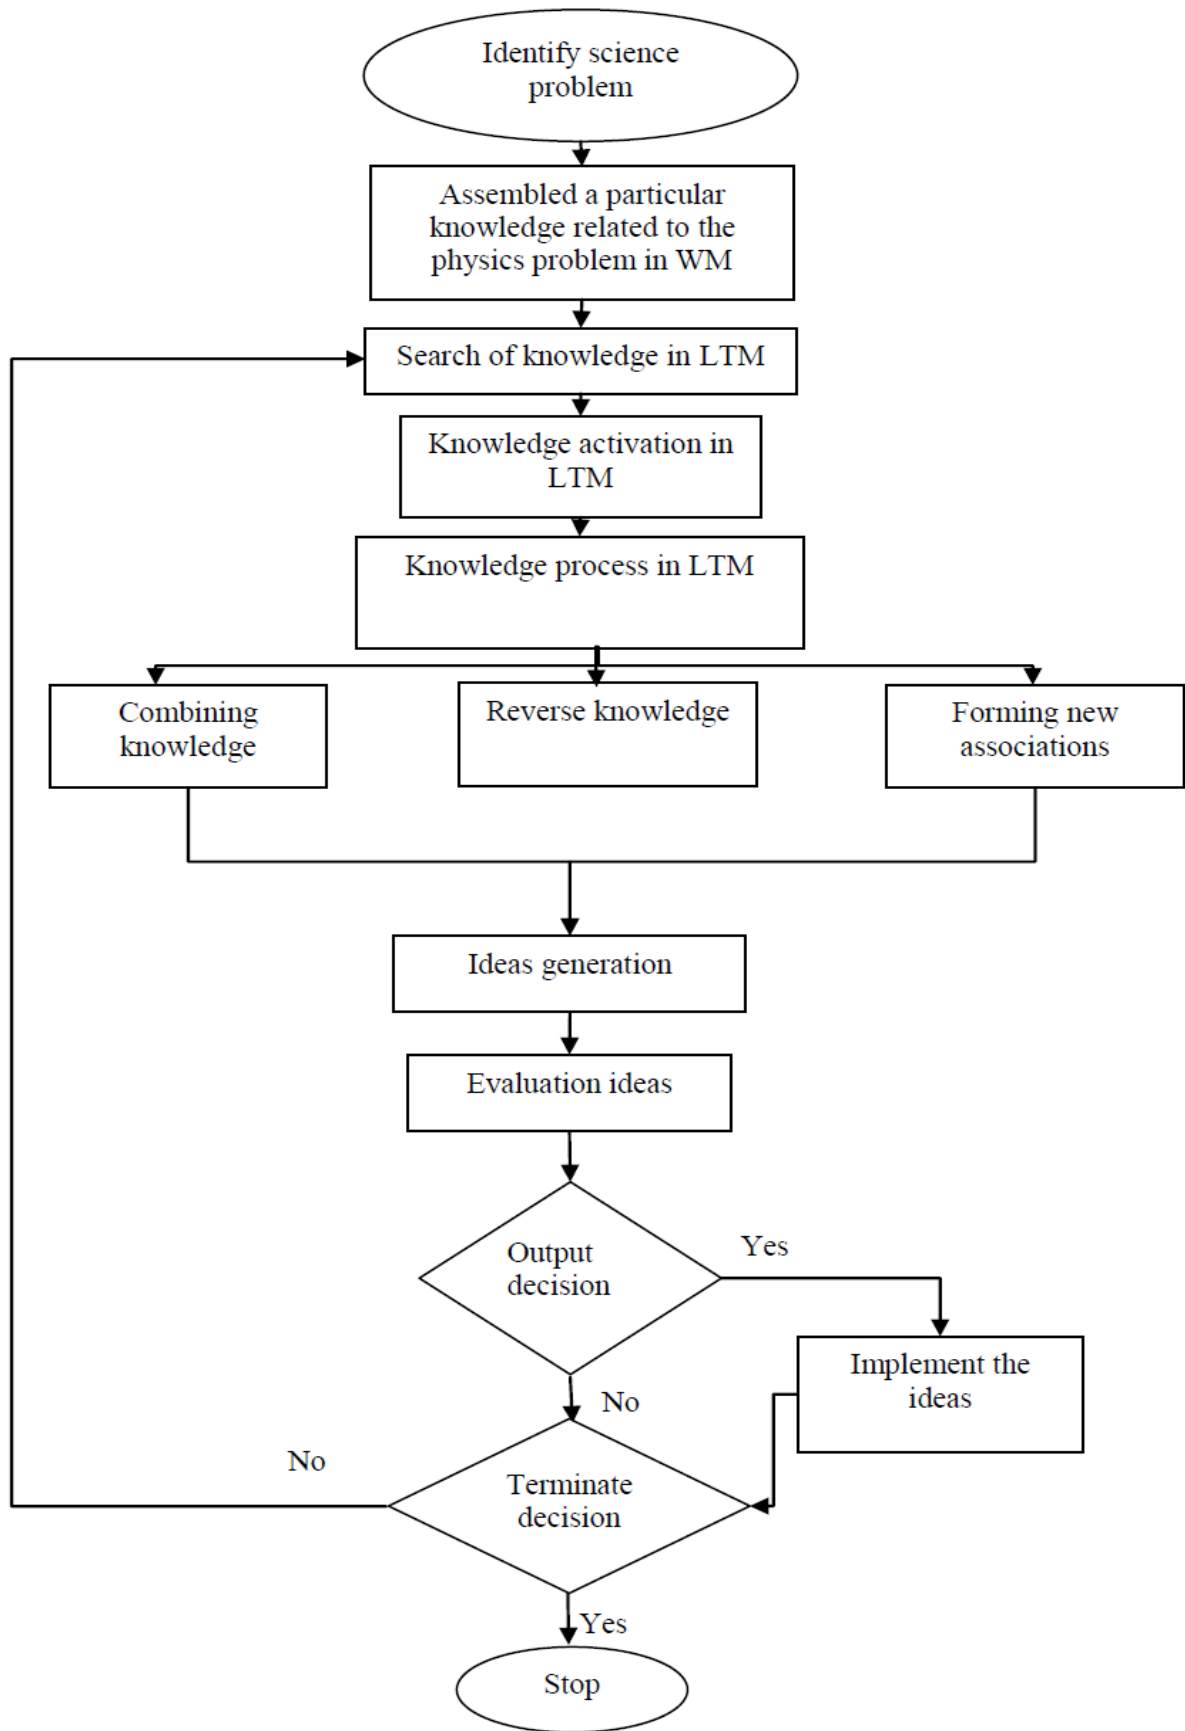 Identify science
problem
Assembled a particular
knowledge related to the
physics problem in WM
Search of knowledge in LTM
Knowledge activation in
LTM
Knowledge process in LTM
Combining
knowledge
Reverse knowledge
Forming new
associations
Ideas generation
Evaluation ideas
Output
decision
Yes
Implement the
ideas
No
No
Terminate
decision
Yes
Stop